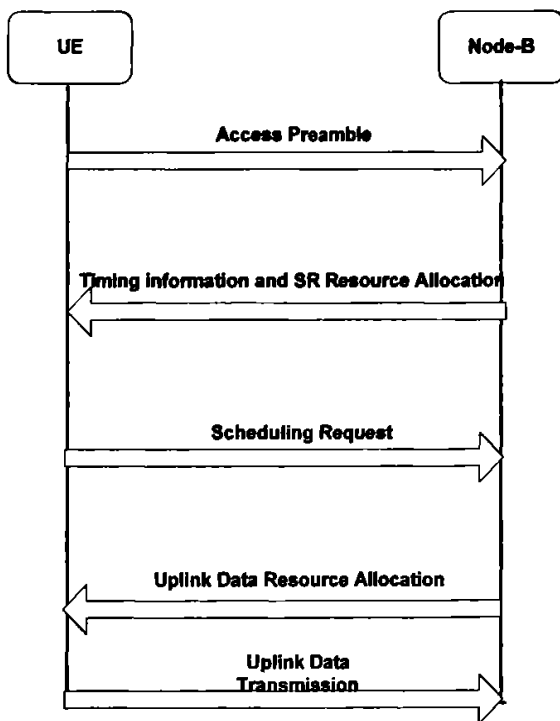 UE
Node-B
Access Preamble
Timing information and SR Resource Allocation
Scheduling Request
Uplink Data Resource Allocation
Uplink Data
Transmission